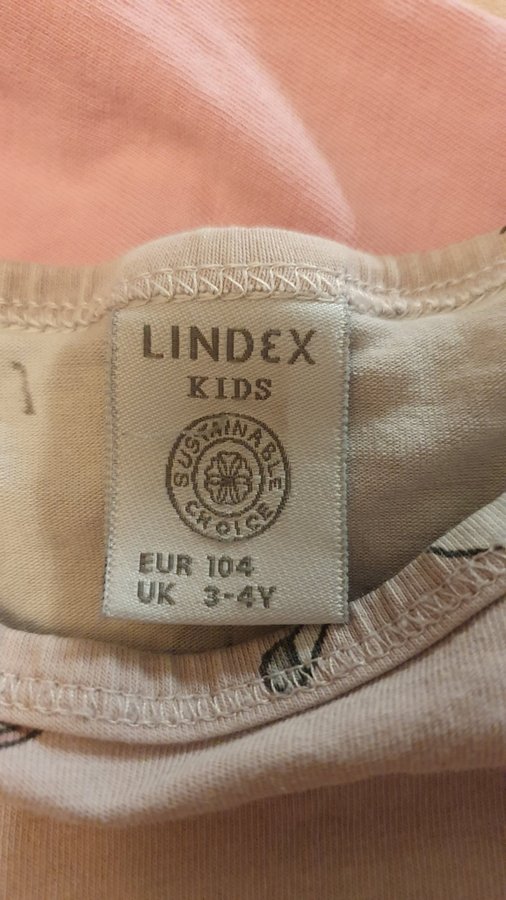 LINDEX
KIDS
SUSTAINABLE
CHOICE
EUR 104
UK 3-4Y